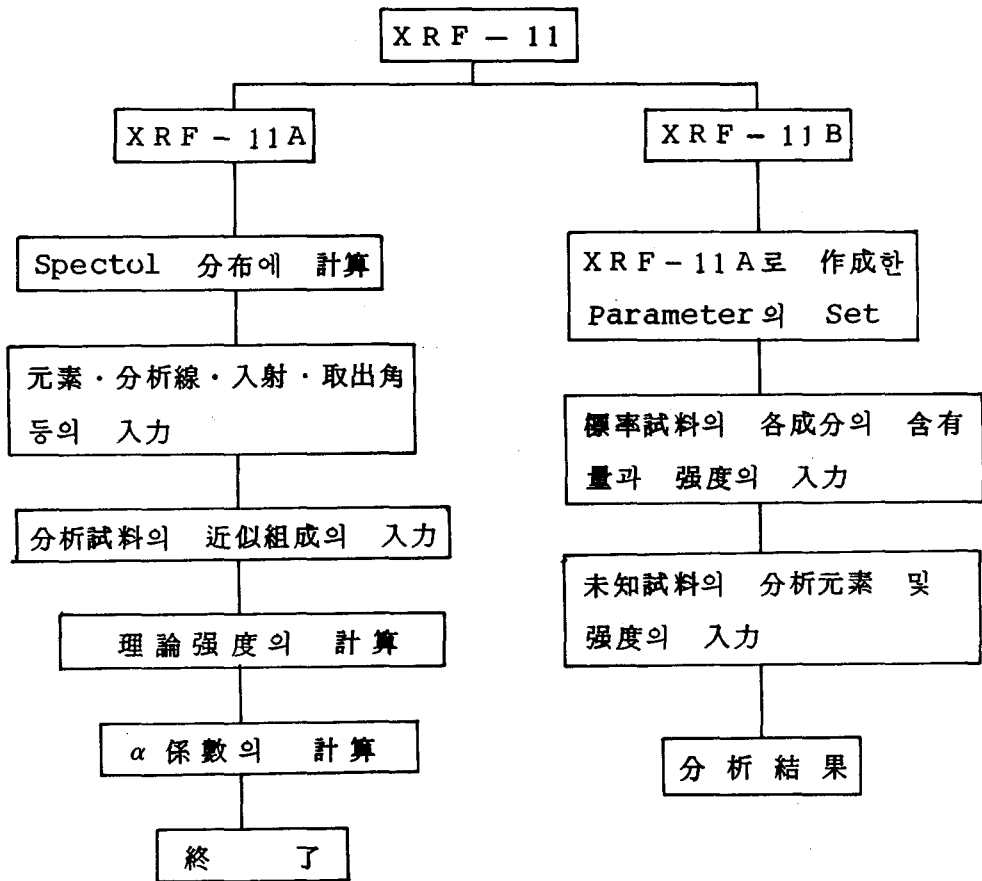 XRF-11
XRF-11A
Spectol 分布에 計算
元素·分析線·入射·取出角
등의 入力
分析試料의 近似組成의 入力
理論强度의 計算
α 係數의 計算
終 了
XRF-11B
XRF-11A로 作成한
Parameter의 Set
標率試料의 各成分의 含有
量과 强度의 入力
未知試料의 分析元素 및
强度의 入力
分析結果